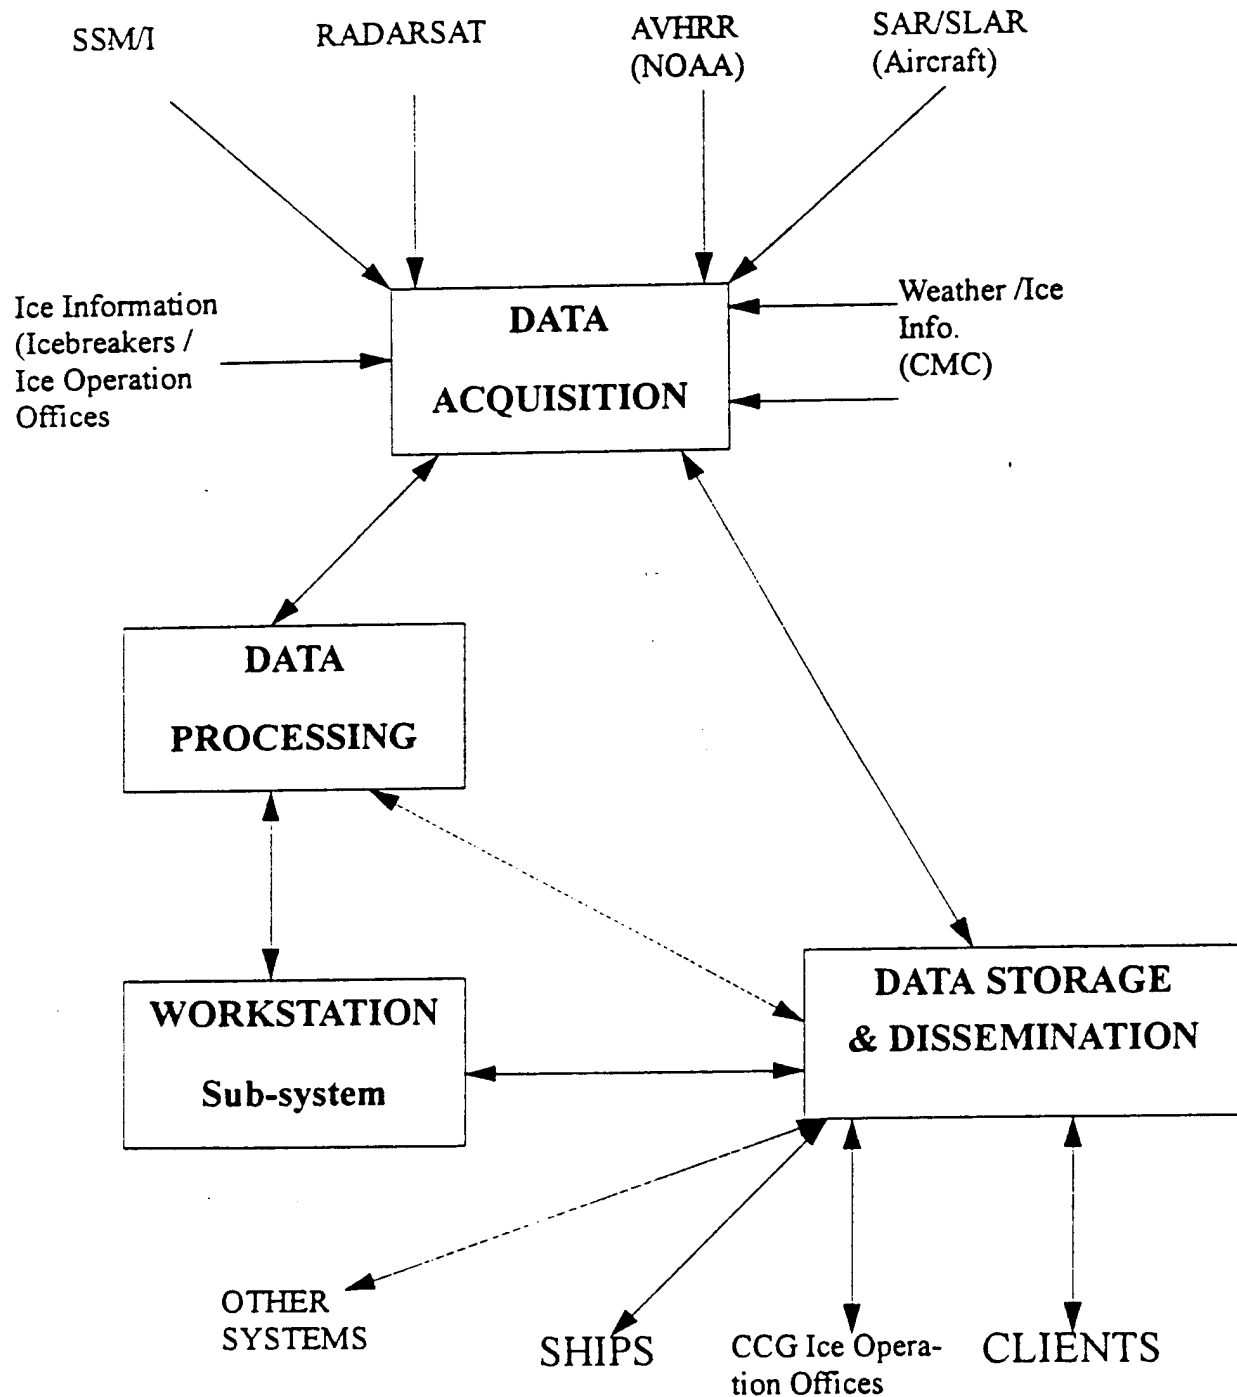 SSM/I
RADARSAT
AVHRR
(NOAA)
SAR/SLAR
(Aircraft)
Ice Information
(Icebreakers /
Ice Operation
Offices
DATA
ACQUISITION
Weather /Ice
Info.
(CMC)
DATA
PROCESSING
WORKSTATION
Sub-system
DATA STORAGE
& DISSEMINATION
OTHER
SYSTEMS
SHIPS
CCG Ice Opera-
tion Offices
CLIENTS